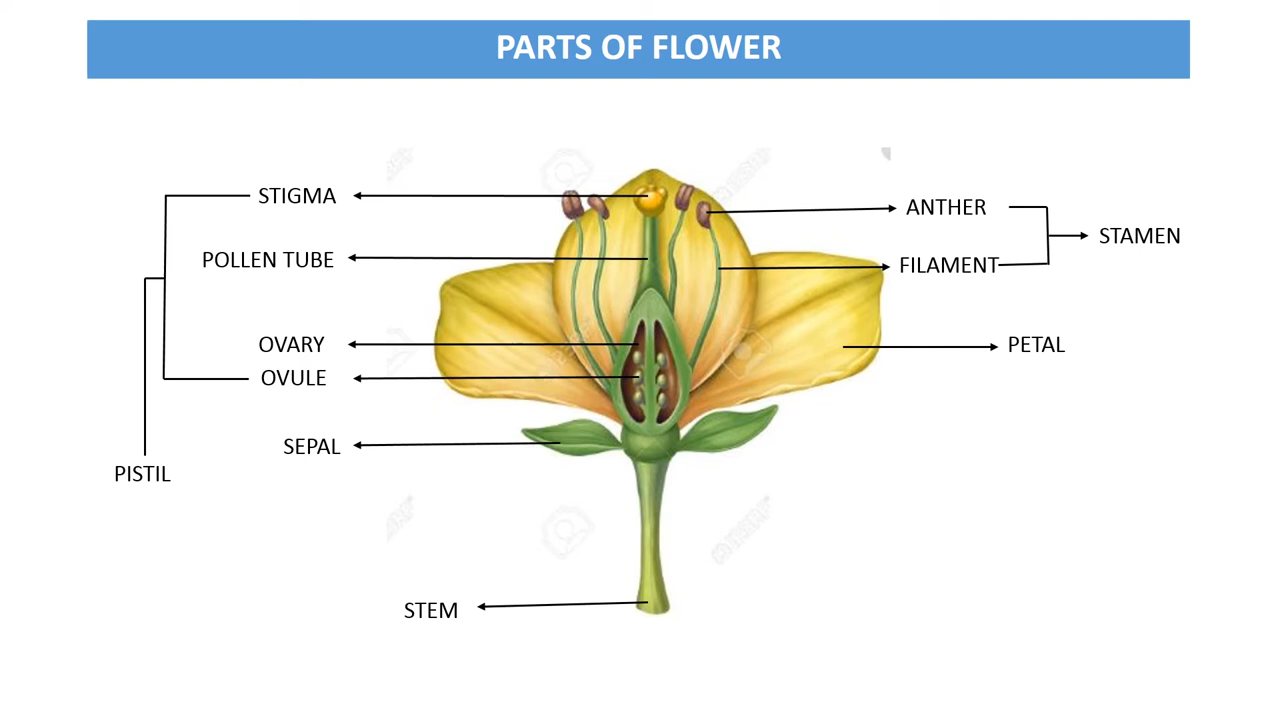 PARTS OF FLOWER
STIGMA
POLLEN TUBE
OVARY
OVULE
SEPAL
PISTIL
STEM
ANTHER
FILAMENT
STAMEN
PETAL